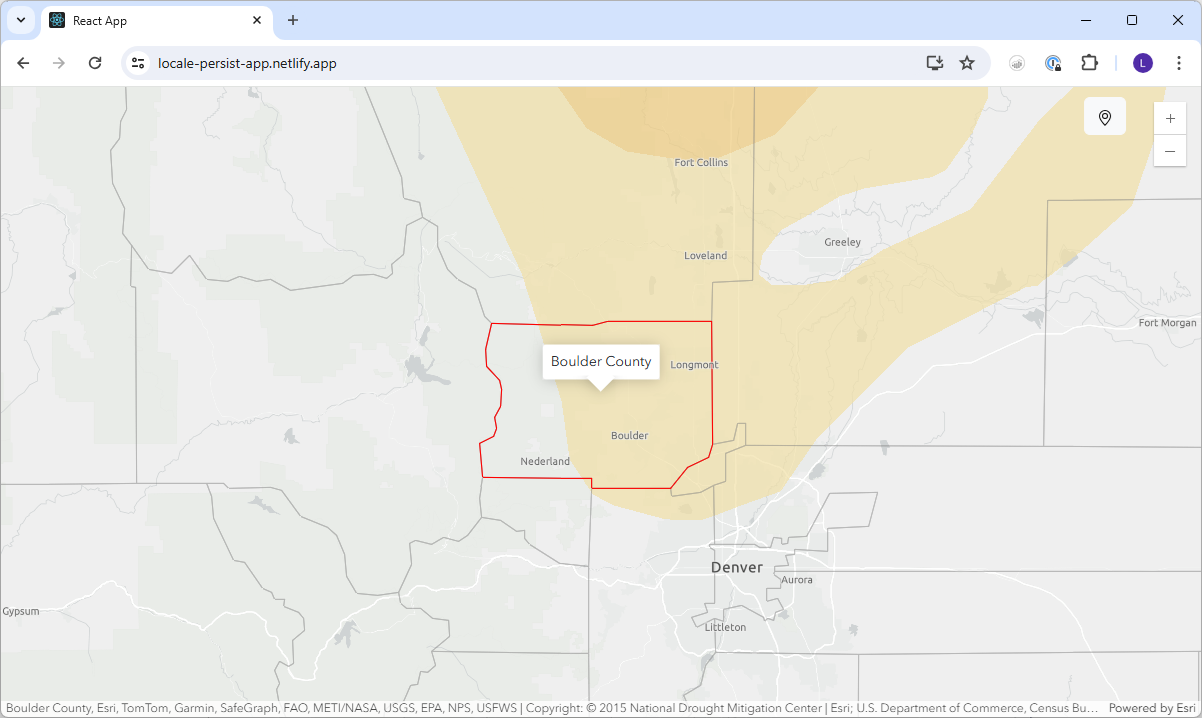 React App
locale-persist-app.netlify.app
L
Fort Collins
Greeley
Loveland
Fort Morgan
Boulder County
Longmont
Boulder
Nederland
Denver
Aurora
Gypsum
Littleton
Boulder County, Esri, TomTom, Garmin, SafeGraph, FAO, METI/NASA, USGS, EPA, NPS, USFWS | Copyright: © 2015 National Drought Mitigation Center | Esri; U.S. Department of Commerce, Census Bu... Powered by Esri